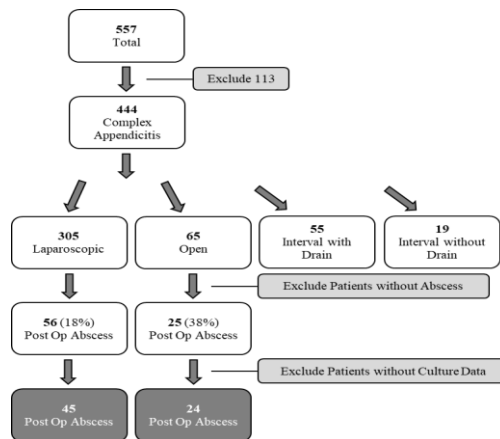 557
Total
Exclude 113
444
Complex
Appendicitis
305
Laparoscopic
65
Open
55
Interval with
Drain
19
Interval without
Drain
Exclude Patients without Abscess
56 (18%)
Post Op Abscess
25 (38%)
Post Op Abscess
Exclude Patients without Culture Data
45
Post Op Abscess
24
Post Op Abscess